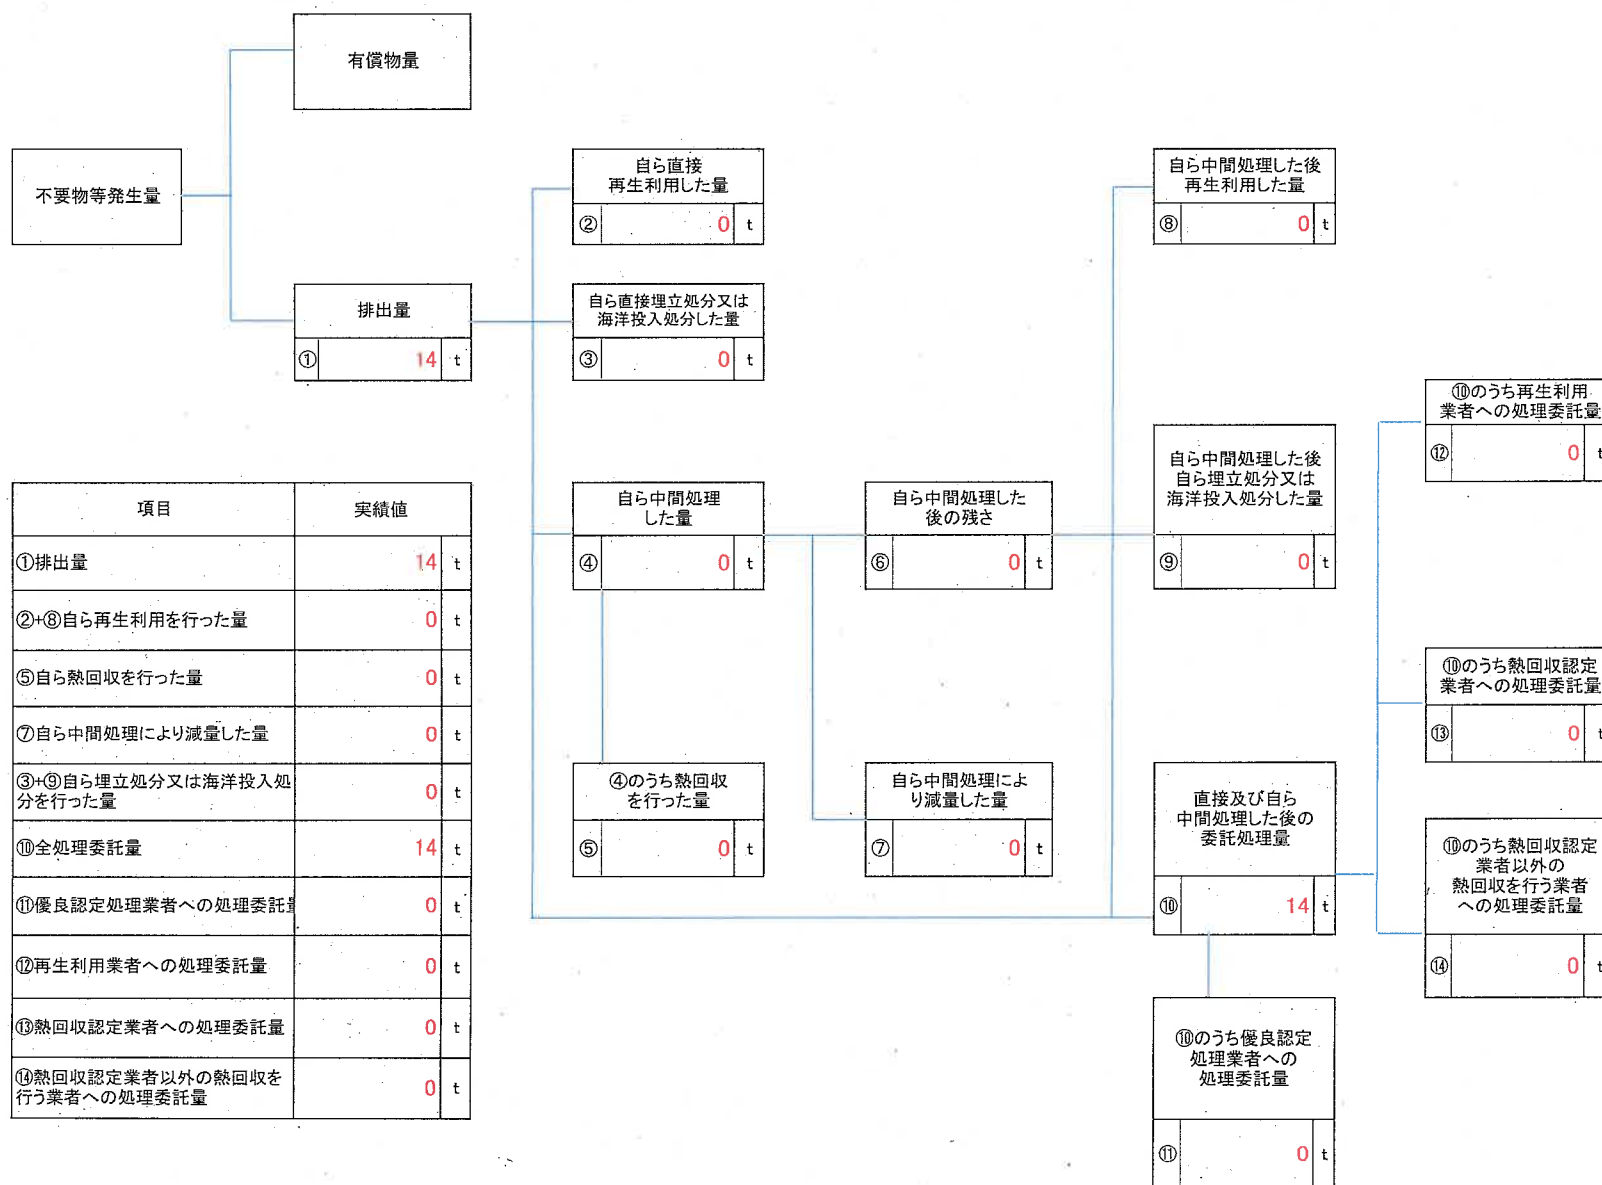 有償物量
不要物等発生量
排出量
① 14 t
自ら直接
再生利用した量
② 0 t
自ら直接埋立処分又は
海洋投入処分した量
③ 0 t
自ら中間処理
した量
④ 0 t
④のうち熱回収
を行った量
⑤ 0 t
自ら中間処理した
後の残さ
⑥ 0 t
自ら中間処理によ
り減量した量
⑦ 0 t
自ら中間処理した後
再生利用した量
⑧ 0 t
自ら中間処理した後
自ら埋立処分又は
海洋投入処分した量
⑨ 0 t
直接及び自ら
中間処理した後の
委託処理量
⑩ 14 t
⑩のうち優良認定
処理業者への
処理委託量
⑪ 0 t
⑩のうち再生利用
業者への処理委託量
⑫ 0 t
⑩のうち熱回収認定
業者への処理委託量
⑬ 0 t
⑩のうち熱回収認定
業者以外の
熱回収を行う業者
への処理委託量
⑭ 0 t
項目 実績値
①排出量 14 t
②+⑧自ら再生利用を行った量 0 t
⑤自ら熱回収を行った量 0 t
⑦自ら中間処理により減量した量 0 t
③+⑨自ら埋立処分又は海洋投入処
分を行った量 0 t
⑩全処理委託量 14 t
⑪優良認定処理業者への処理委託量 0 t
⑫再生利用業者への処理委託量 0 t
⑬熱回収認定業者への処理委託量 0 t
⑭熱回収認定業者以外の熱回収を
行う業者への処理委託量 0 t